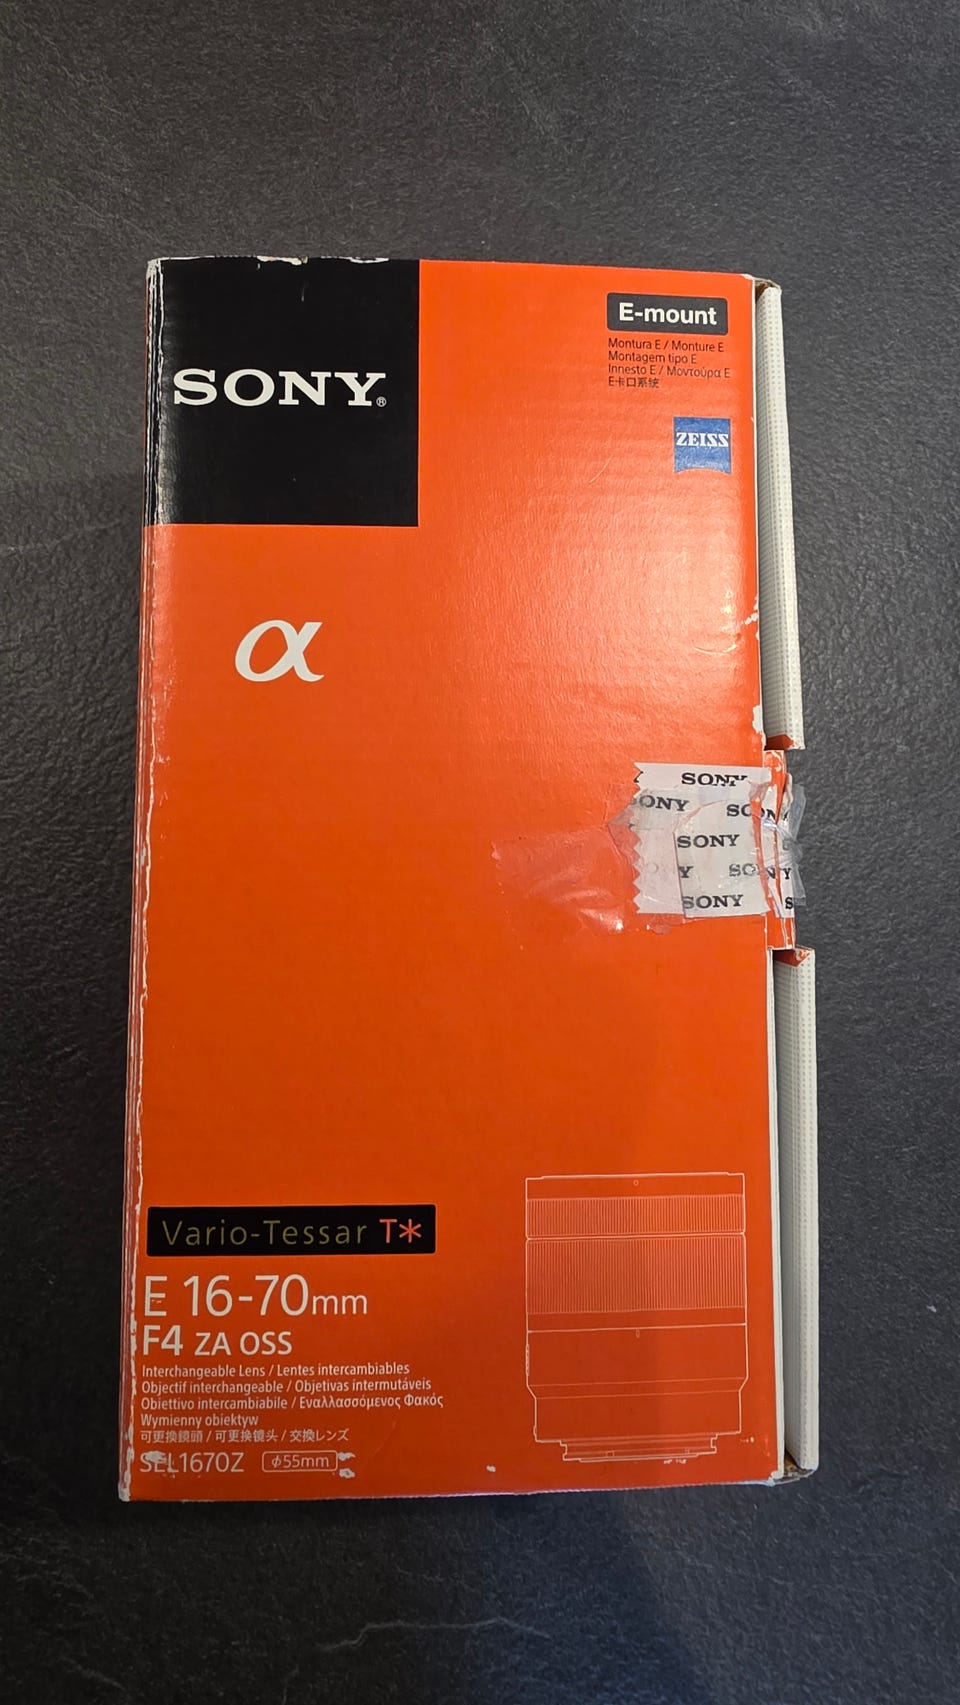 SONY®
E-mount
Montura E / Monture E
Montagem tipo E
Innesto E / Μοντούρα E
E卡口系統
ZEISS
α
SONY
SONY
SONY
SONY
SONY
Vario-Tessar T*
E 16-70mm
F4 ZA OSS
Interchangeable Lens / Lentes intercambiables
Objectif interchangeable / Objetivas intermutáveis
Obiettivo intercambiabile / Εναλλασσόμενος Φακός
Wymienny obiektyw
可更換鏡頭 / 可更换镜头 / 交換レンズ
SEL1670Z φ55mm